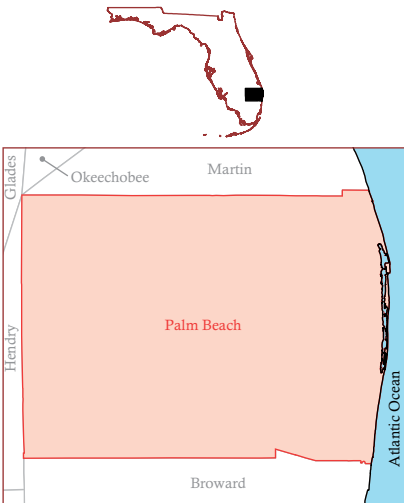 Glades
Okeechobee
Martin
Palm Beach
Hendry
Atlantic Ocean
Broward